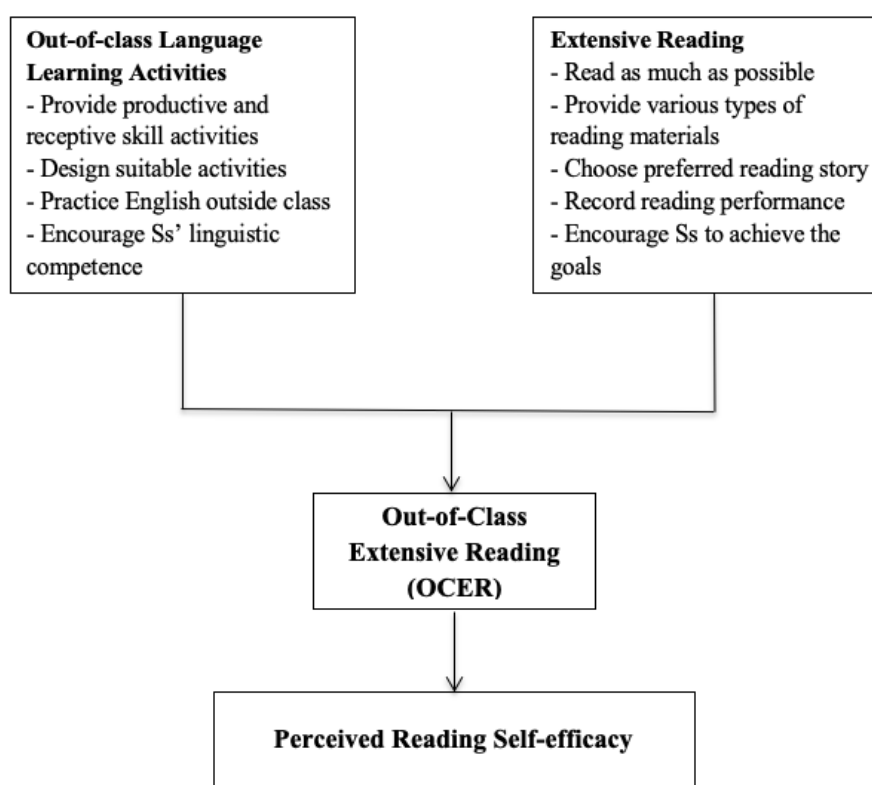 Out-of-class Language
Learning Activities
- Provide productive and
receptive skill activities
- Design suitable activities
- Practice English outside class
- Encourage Ss’ linguistic
competence
Extensive Reading
- Read as much as possible
- Provide various types of
reading materials
- Choose preferred reading story
- Record reading performance
- Encourage Ss to achieve the
goals
Out-of-Class
Extensive Reading
(OCER)
Perceived Reading Self-efficacy